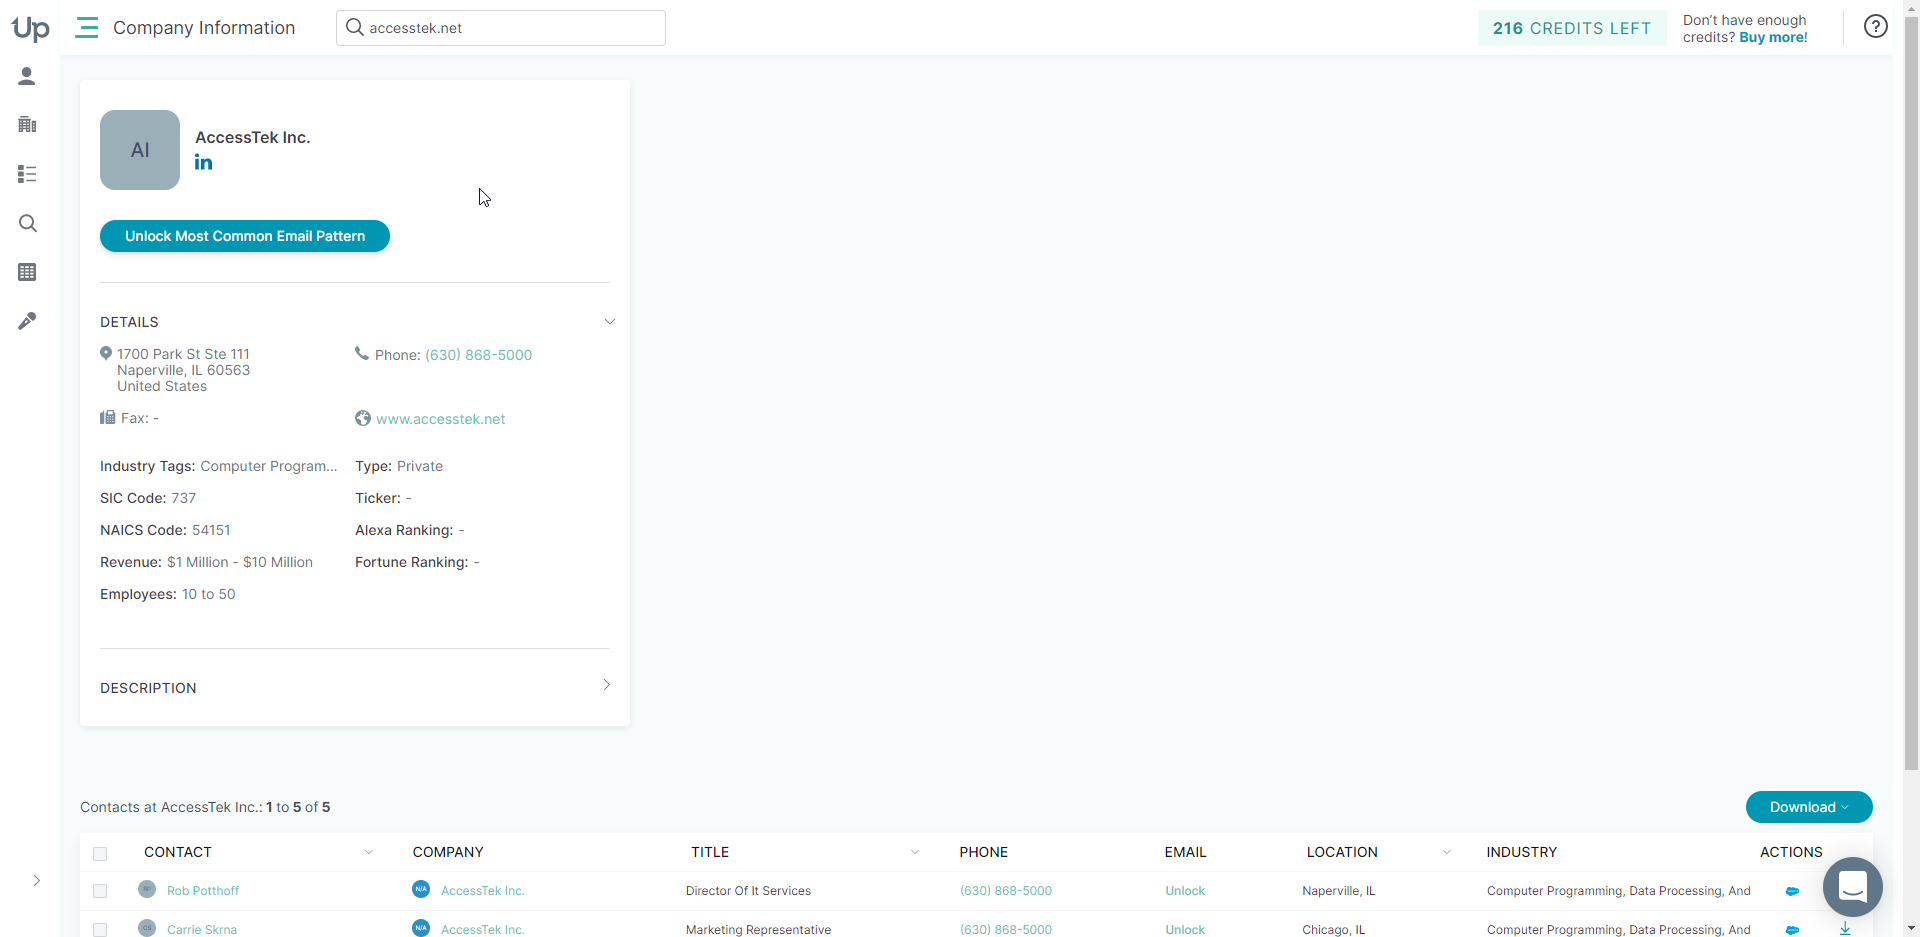 Up
Company Information
accesstek.net
216 CREDITS LEFT
Don't have enough
credits? Buy more!
AI
AccessTek Inc.
in
Unlock Most Common Email Pattern
DETAILS
1700 Park St Ste 111
Naperville, IL 60563
United States
Phone: (630) 868-5000
Fax: -
www.accesstek.net
Industry Tags: Computer Program...
Type: Private
SIC Code: 737
Ticker: -
NAICS Code: 54151
Alexa Ranking: -
Revenue: $1 Million - $10 Million
Fortune Ranking: -
Employees: 10 to 50
DESCRIPTION
Contacts at AccessTek Inc.: 1 to 5 of 5
Download
CONTACT COMPANY TITLE PHONE EMAIL LOCATION INDUSTRY ACTIONS
RP Rob Potthoff N/A AccessTek Inc. Director Of It Services (630) 868-5000 Unlock Naperville, IL Computer Programming, Data Processing, And
CS Carrie Skrna N/A AccessTek Inc. Marketing Representative (630) 868-5000 Unlock Chicago, IL Computer Programming, Data Processing, And